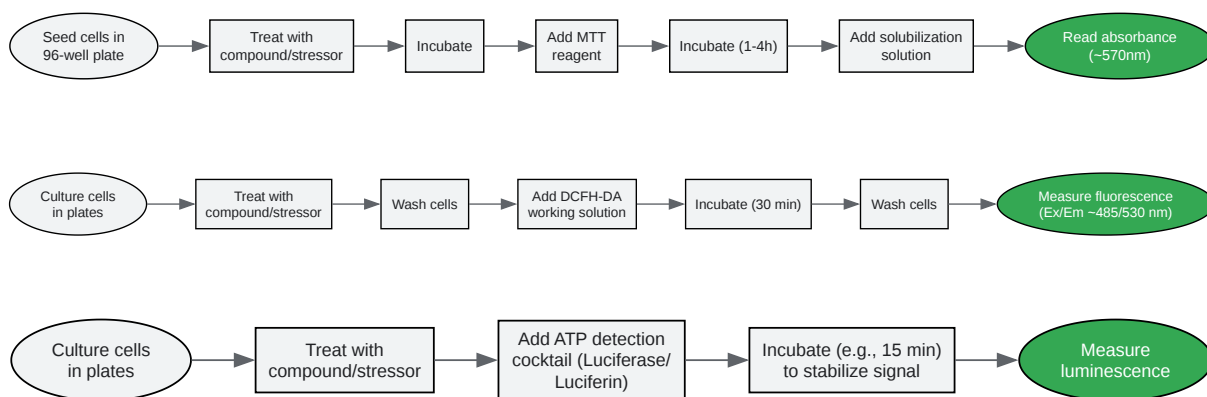 Seed cells in
96-well plate
Treat with
compound/stressor
Incubate
Add MTT
reagent
Incubate (1-4h)
Add solubilization
solution
Read absorbance
(~570nm)
Culture cells
in plates
Treat with
compound/stressor
Wash cells
Add DCFH-DA
working solution
Incubate (30 min)
Wash cells
Measure fluorescence
(Ex/Em ~485/530 nm)
Culture cells
in plates
Treat with
compound/stressor
Add ATP detection
cocktail (Luciferase/
Luciferin)
Incubate (e.g., 15 min)
to stabilize signal
Measure
luminescence